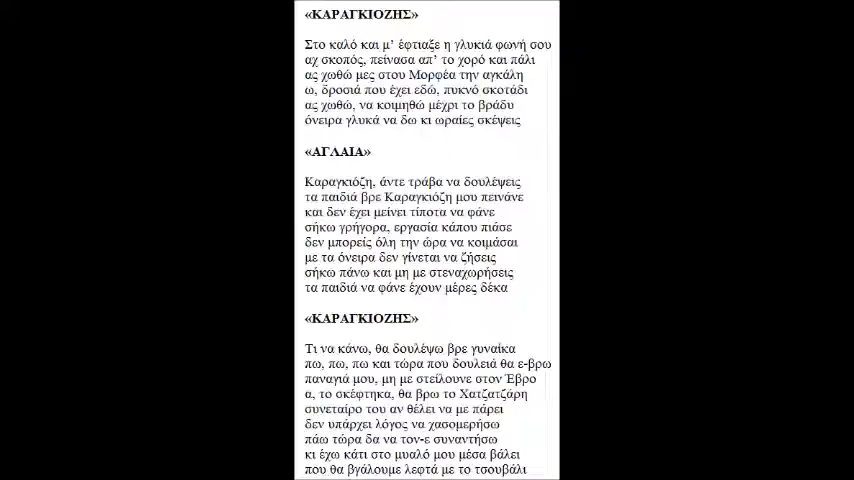 «ΚΑΡΑΓΚΙΟΖΗΣ»
Στο καλό και μ’ έφτιαξε η γλυκιά φωνή σου
αχ σκοπός, πείνασα απ’ το χορό και πάλι
ας χωθώ μες στου Μορφέα την αγκάλη
ω, δροσιά που έχει εδώ, πυκνό σκοτάδι
ας χωθώ, να κοιμηθώ μέχρι το βράδυ
όνειρα γλυκά να δω κι ωραίες σκέψεις
«ΑΓΛΑΙΑ»
Καραγκιόζη, άντε τράβα να δουλέψεις
τα παιδιά βρε Καραγκιόζη μου πεινάνε
και δεν έχει μείνει τίποτα να φάνε
σήκω γρήγορα, εργασία κάπου πιάσε
δεν μπορείς όλη την ώρα να κοιμάσαι
με τα όνειρα δεν γίνεται να ζήσεις
σήκω πάνω και μη με στεναχωρήσεις
τα παιδιά να φάνε έχουν μέρες δέκα
«ΚΑΡΑΓΚΙΟΖΗΣ»
Τι να κάνω, θα δουλέψω βρε γυναίκα
πω, πω, πω και τώρα που δουλειά θα ε-βρω
παναγιά μου, μη με στείλουνε στον Έβρο
α, το σκέφτηκα, θα βρω το Χατζατζάρη
συνεταίρο του αν θέλει να με πάρει
δεν υπάρχει λόγος να χασομερήσω
πάω τώρα δα να τον-ε συναντήσω
κι έχω κάτι στο μυαλό μου μέσα βάλει
που θα βγάλουμε λεφτά με το τσουβάλι